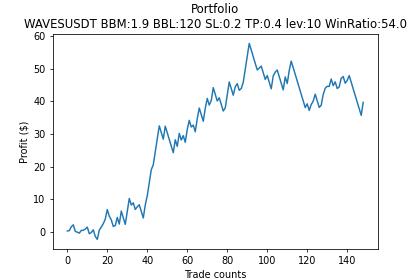 Portfolio
WAVESUSDT BBM:1.9 BBL:120 SL:0.2 TP:0.4 lev:10 WinRatio:54.0
60
50
40
30
20
10
0
Profit ($)
0 20 40 60 80 100 120 140
Trade counts